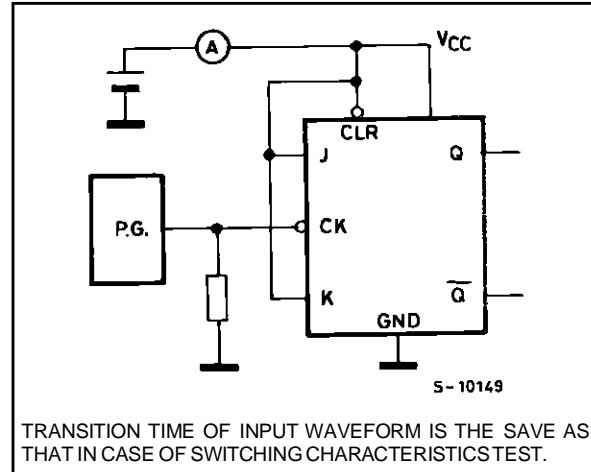 A
VCC
CLR
J
Q
P.G.
CK
K
Q
GND
S-10149
TRANSITION TIME OF INPUT WAVEFORM IS THE SAVE AS
THAT IN CASE OF SWITCHING CHARACTERISTICS TEST.